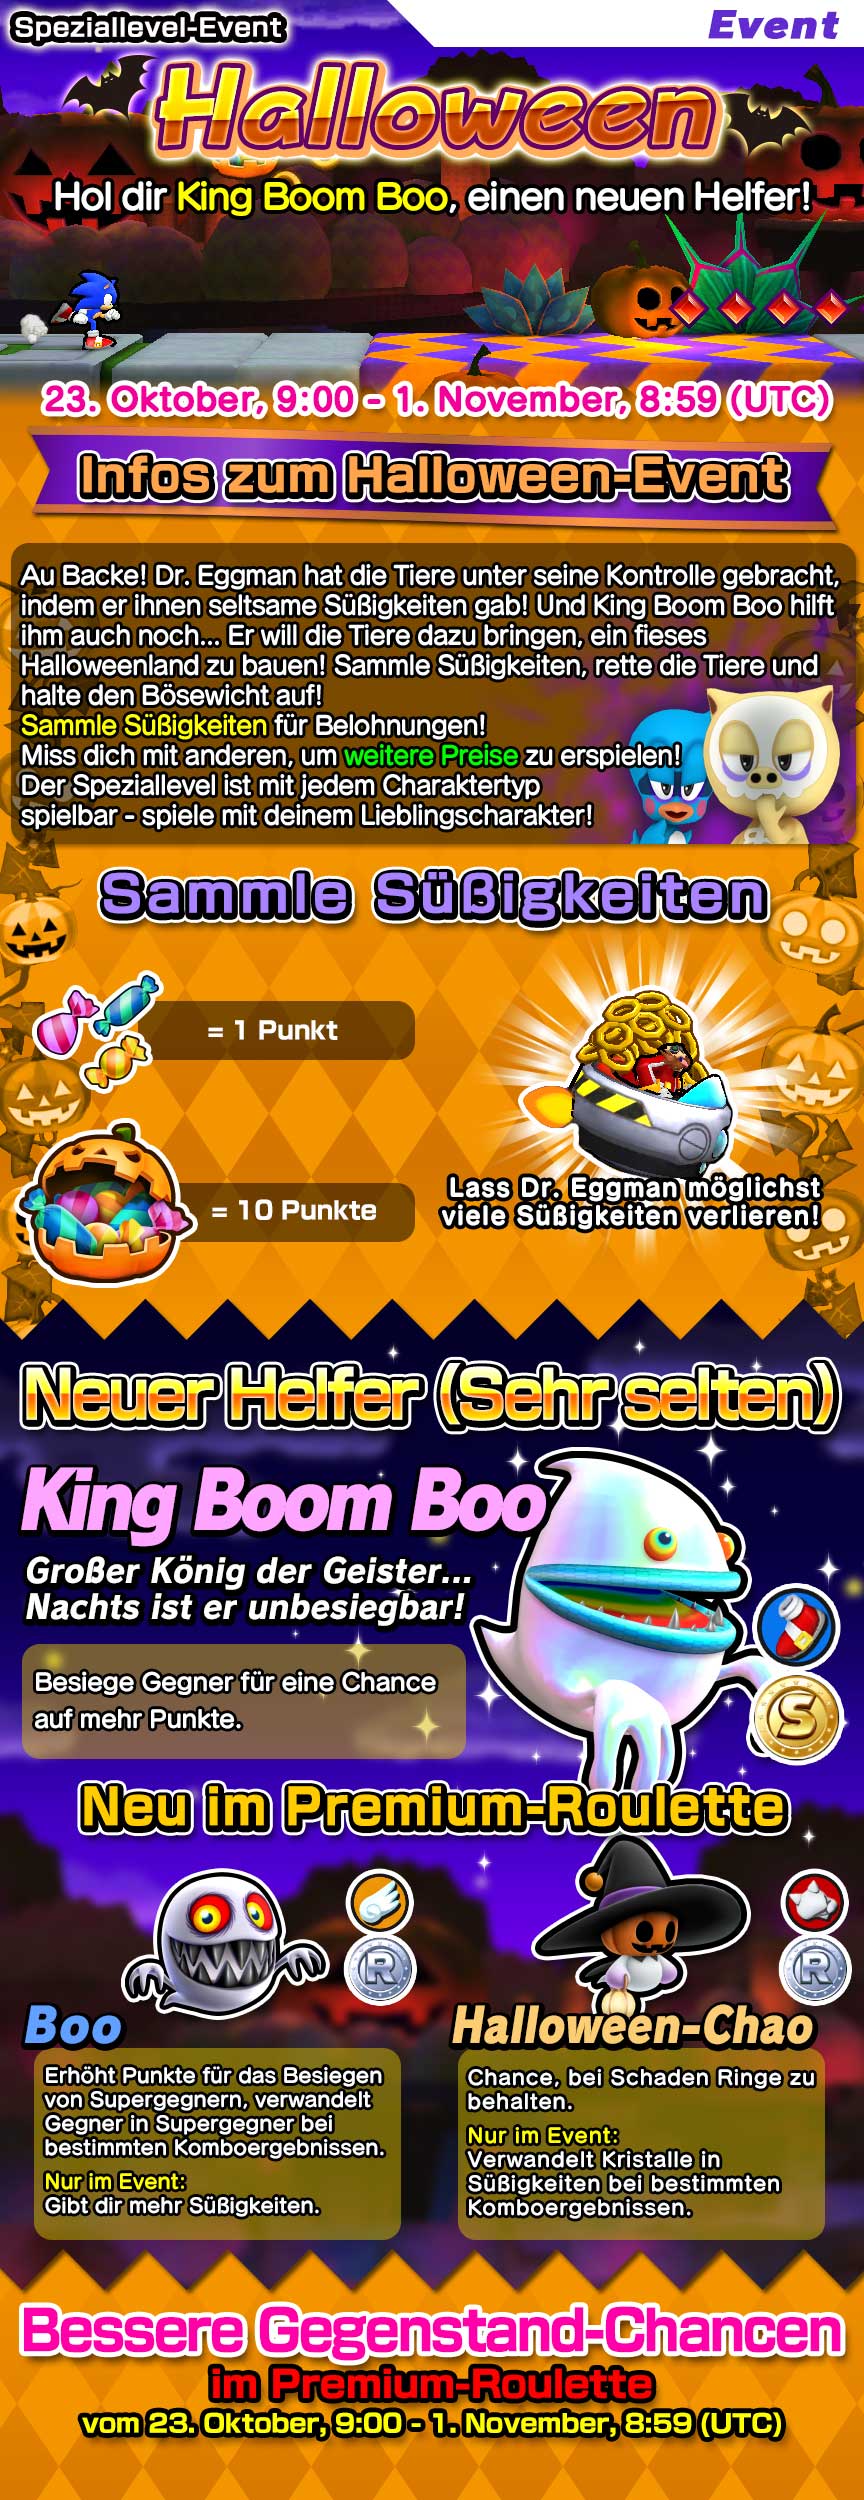 Speziallevel-Event
Event
Halloween
Hol dir King Boom Boo, einen neuen Helfer!
23. Oktober, 9:00 - 1. November, 8:59 (UTC)
Infos zum Halloween-Event
Au Backe! Dr. Eggman hat die Tiere unter seine Kontrolle gebracht,
indem er ihnen seltsame Süßigkeiten gab! Und King Boom Boo hilft
ihm auch noch... Er will die Tiere dazu bringen, ein fieses
Halloweenland zu bauen! Sammle Süßigkeiten, rette die Tiere und
halte den Bösewicht auf!
Sammle Süßigkeiten für Belohnungen!
Miss dich mit anderen, um weitere Preise zu erspielen!
Der Speziallevel ist mit jedem Charaktertyp
spielbar - spiele mit deinem Lieblingscharakter!
Sammle Süßigkeiten
= 1 Punkt
= 10 Punkte
Lass Dr. Eggman möglichst
viele Süßigkeiten verlieren!
Neuer Helfer (Sehr selten)
King Boom Boo
Großer König der Geister...
Nachts ist er unbesiegbar!
Besiege Gegner für eine Chance
auf mehr Punkte.
S
Neu im Premium-Roulette
R
Boo
Erhöht Punkte für das Besiegen
von Supergegnern, verwandelt
Gegner in Supergegner bei
bestimmten Komboergebnissen.
Nur im Event:
Gibt dir mehr Süßigkeiten.
R
Halloween-Chao
Chance, bei Schaden Ringe zu
behalten.
Nur im Event:
Verwandelt Kristalle in
Süßigkeiten bei bestimmten
Komboergebnissen.
Bessere Gegenstand-Chancen
im Premium-Roulette
vom 23. Oktober, 9:00 - 1. November, 8:59 (UTC)